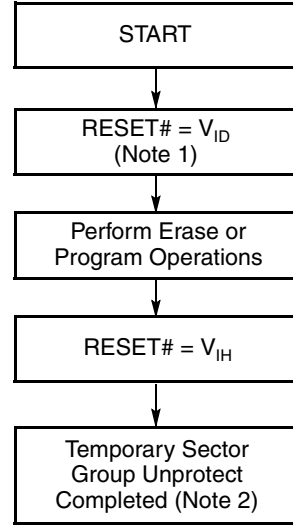 START
RESET# = VID
(Note 1)
Perform Erase or
Program Operations
RESET# = VIH
Temporary Sector
Group Unprotect
Completed (Note 2)